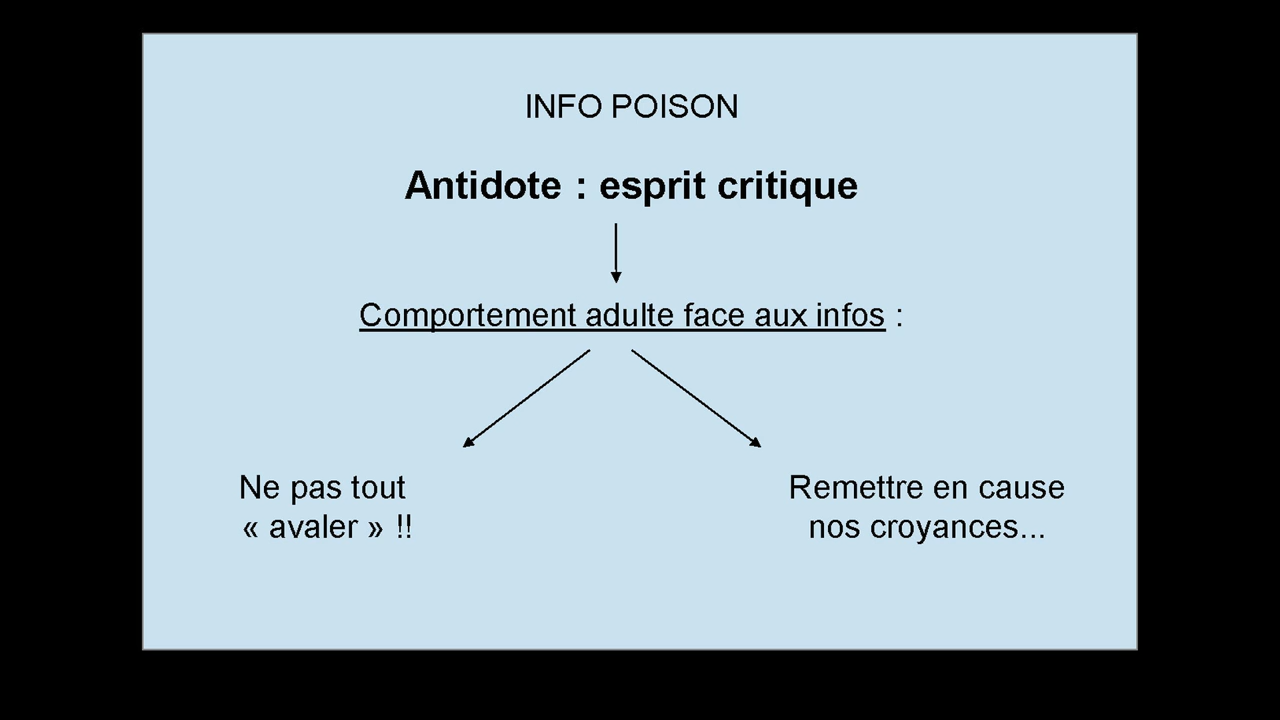 INFO POISON
Antidote : esprit critique
Comportement adulte face aux infos :
Ne pas tout
« avaler » !!
Remettre en cause
nos croyances...